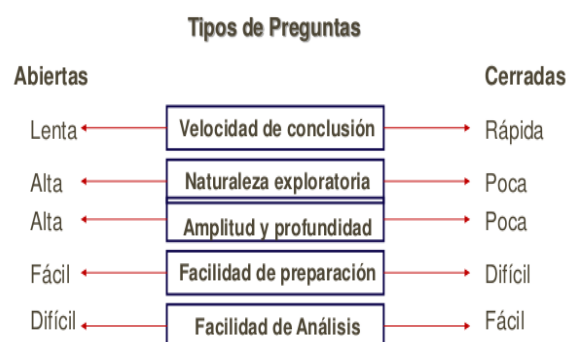 Tipos de Preguntas
Abiertas Cerradas
Lenta Velocidad de conclusión Rápida
Alta Naturaleza exploratoria Poca
Alta Amplitud y profundidad Poca
Fácil Facilidad de preparación Difícil
Difícil Facilidad de Análisis Fácil